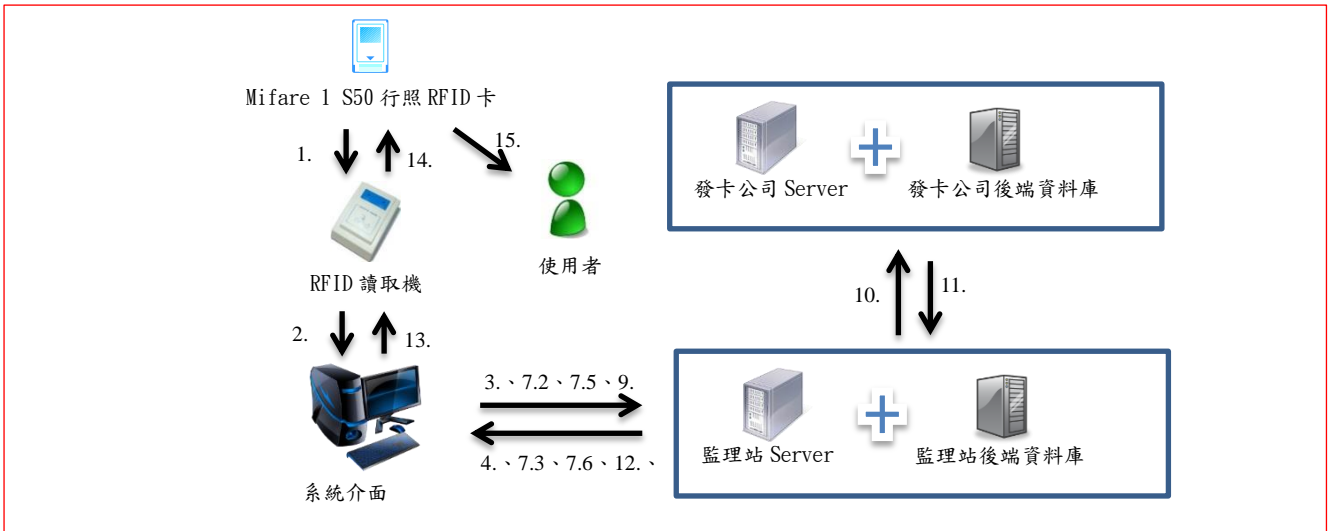 Mifare 1 S50 行照 RFID 卡
1.
14.
15.
RFID 讀取機
使用者
2.
13.
系統介面
3.、7.2、7.5、9.
4.、7.3、7.6、12.、
發卡公司 Server
發卡公司後端資料庫
10.
11.
監理站 Server
監理站後端資料庫